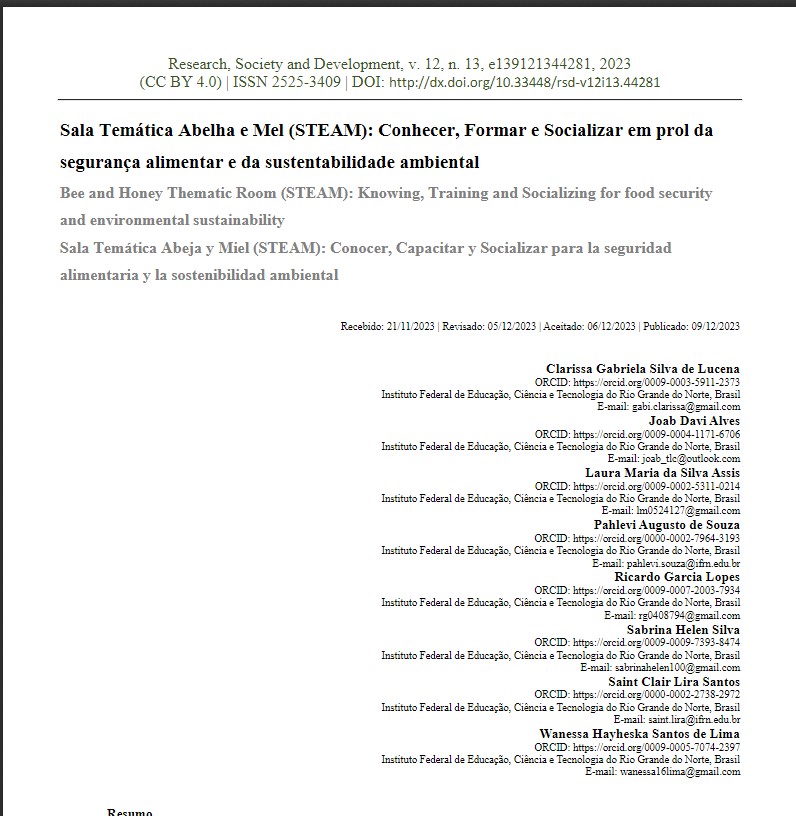 Research, Society and Development, v. 12, n. 13, e139121344281, 2023
(CC BY 4.0) | ISSN 2525-3409 | DOI: http://dx.doi.org/10.33448/rsd-v12i13.44281
Sala Temática Abelha e Mel (STEAM): Conhecer, Formar e Socializar em prol da
segurança alimentar e da sustentabilidade ambiental
Bee and Honey Thematic Room (STEAM): Knowing, Training and Socializing for food security
and environmental sustainability
Sala Temática Abeja y Miel (STEAM): Conocer, Capacitar y Socializar para la seguridad
alimentaria y la sostenibilidad ambiental
Recebido: 21/11/2023 | Revisado: 05/12/2023 | Aceitado: 06/12/2023 | Publicado: 09/12/2023
Clarissa Gabriela Silva de Lucena
ORCID: https://orcid.org/0009-0003-5911-2373
Instituto Federal de Educação, Ciência e Tecnologia do Rio Grande do Norte, Brasil
E-mail: gabi.clarissa@gmail.com
Joab Davi Alves
ORCID: https://orcid.org/0009-0004-1171-6706
Instituto Federal de Educação, Ciência e Tecnologia do Rio Grande do Norte, Brasil
E-mail: joab_tlc@outlook.com
Laura Maria da Silva Assis
ORCID: https://orcid.org/0009-0002-5311-0214
Instituto Federal de Educação, Ciência e Tecnologia do Rio Grande do Norte, Brasil
E-mail: lm0524127@gmail.com
Pahlevi Augusto de Souza
ORCID: https://orcid.org/0000-0002-7964-3193
Instituto Federal de Educação, Ciência e Tecnologia do Rio Grande do Norte, Brasil
E-mail: pahlevi.souza@ifrn.edu.br
Ricardo Garcia Lopes
ORCID: https://orcid.org/0009-0007-2003-7934
Instituto Federal de Educação, Ciência e Tecnologia do Rio Grande do Norte, Brasil
E-mail: rg0408794@gmail.com
Sabrina Helen Silva
ORCID: https://orcid.org/0009-0009-7393-8474
Instituto Federal de Educação, Ciência e Tecnologia do Rio Grande do Norte, Brasil
E-mail: sabrinahelen100@gmail.com
Saint Clair Lira Santos
ORCID: https://orcid.org/0000-0002-2738-2972
Instituto Federal de Educação, Ciência e Tecnologia do Rio Grande do Norte, Brasil
E-mail: saint.lira@ifrn.edu.br
Wanessa Hayheska Santos de Lima
ORCID: https://orcid.org/0009-0005-7074-2397
Instituto Federal de Educação, Ciência e Tecnologia do Rio Grande do Norte, Brasil
E-mail: wanessa16lima@gmail.com
Resumo